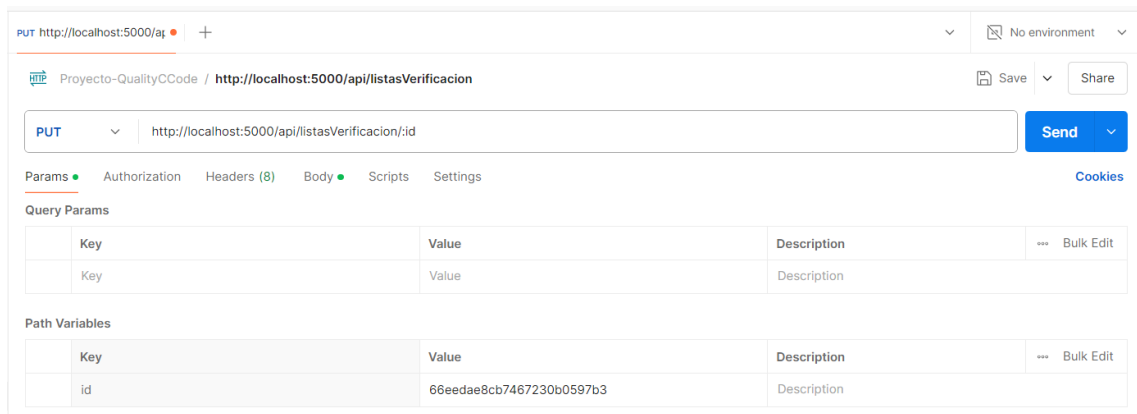 PUT http://localhost:5000/ap
No environment
HTTP Proyecto-QualityCCode / http://localhost:5000/api/listasVerificacion
Save Share
PUT http://localhost:5000/api/listasVerificacion/:id Send
Params Authorization Headers (8) Body Scripts Settings Cookies
Query Params
Key Value Description Bulk Edit
Key Value Description
Path Variables
Key Value Description Bulk Edit
id 66eedae8cb7467230b0597b3 Description